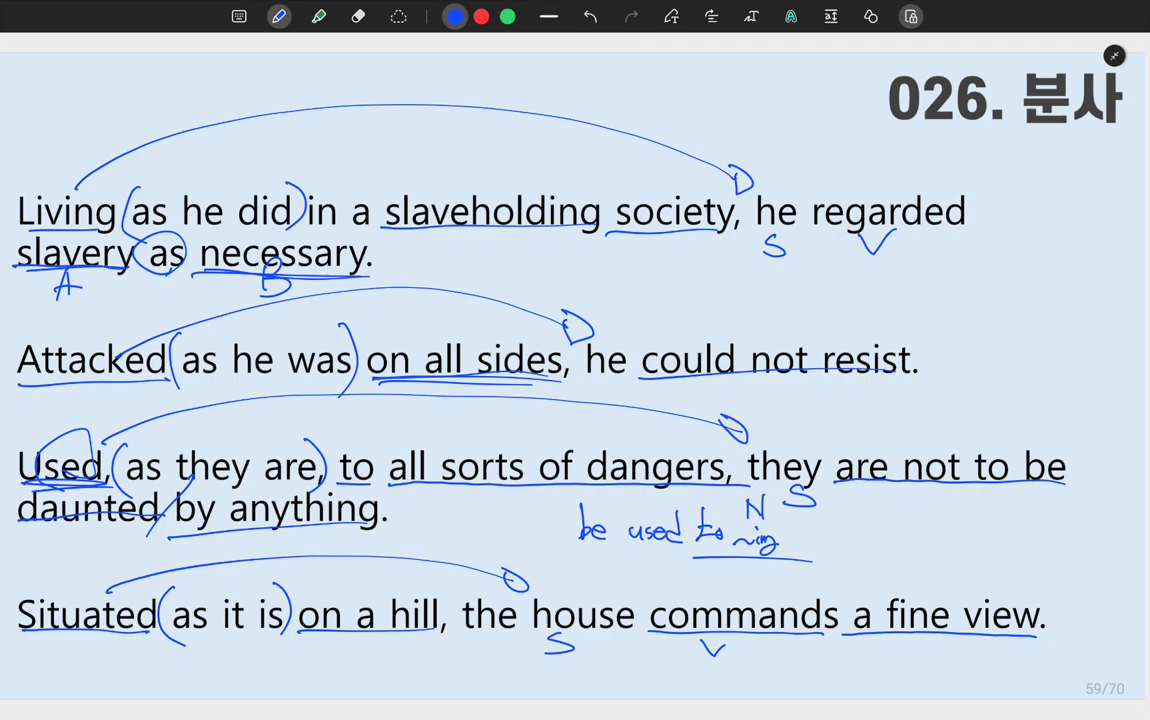 026. 분사
Living (as he did) in a slaveholding society, he regarded
S V
slavery as necessary.
A B
Attacked (as he was) on all sides, he could not resist.
Used, (as they are,) to all sorts of dangers, they are not to be
N S
daunted by anything.
be used to ~ing
Situated (as it is) on a hill, the house commands a fine view.
S V
59/70